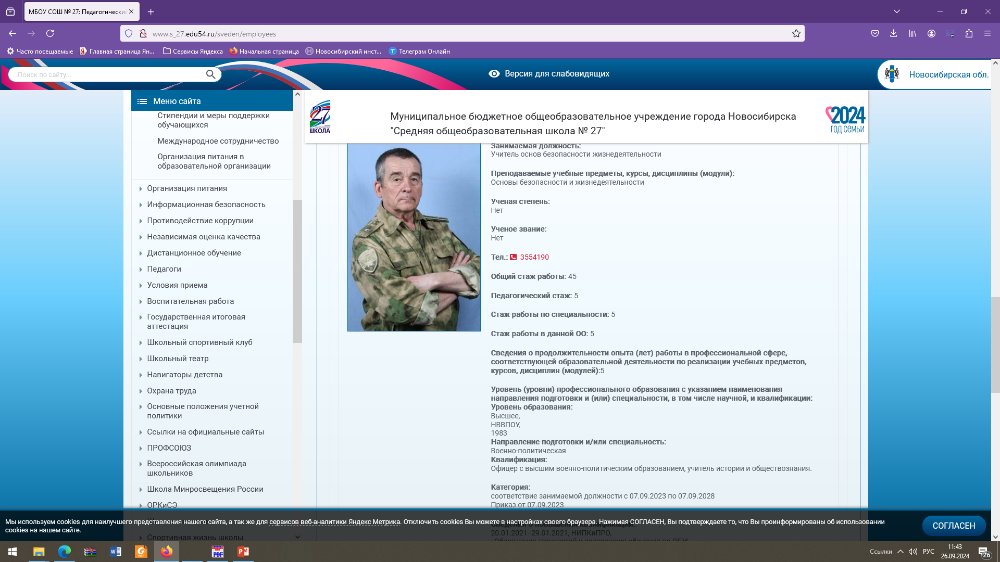 МБОУ СОШ № 27: Педагогический
www.s_27.edu54.ru/sveden/employees
Часто посещаемые
Главная страница Ян...
Сервисы Яндекса
Начальная страница
Новосибирский инст...
Телеграм Онлайн
Поиск по сайту...
Версия для слабовидящих
Новосибирская обл.
Меню сайта
Стипендии и меры поддержки
обучающихся
Международное сотрудничество
Организация питания в
образовательной организации
Организация питания
Информационная безопасность
Противодействие коррупции
Независимая оценка качества
Дистанционное обучение
Педагоги
Условия приема
Воспитательная работа
Государственная итоговая
аттестация
Школьный спортивный клуб
Школьный театр
Навигаторы детства
Охрана труда
Основные положения учетной
политики
Ссылки на официальные сайты
ПРОФСОЮЗ
Всероссийская олимпиада
школьников
Школа Минросвещения России
ОРКиСЭ
Спортивная жизнь школы
27
ШКОЛА
Муниципальное бюджетное общеобразовательное учреждение города Новосибирска
"Средняя общеобразовательная школа № 27"
2024
ГОД СЕМЬИ
Занимаемая должность:
Учитель основ безопасности жизнедеятельности
Преподаваемые учебные предметы, курсы, дисциплины (модули):
Основы безопасности и жизнедеятельности
Ученая степень:
Нет
Ученое звание:
Нет
Тел.: 3554190
Общий стаж работы: 45
Педагогический стаж: 5
Стаж работы по специальности: 5
Стаж работы в данной ОО: 5
Сведения о продолжительности опыта (лет) работы в профессиональной сфере,
соответствующей образовательной деятельности по реализации учебных предметов,
курсов, дисциплин (модулей):5
Уровень (уровни) профессионального образования с указанием наименования
направления подготовки и (или) специальности, в том числе научной, и квалификации:
Уровень образования:
Высшее,
НВВПОУ,
1983
Направление подготовки и/или специальность:
Военно-политическая
Квалификация:
Офицер с высшим военно-политическим образованием, учитель истории и обществознания.
Категория:
соответствие занимаемой должности с 07.09.2023 по 07.09.2028
Приказ от 07.09.2023
Сведения о повышении квалификации:
20.01.2021 -29.01.2021, НИПКиПРО,
«Обновление технологий и содержания обучения по ОБЖ
Мы используем cookies для наилучшего представления нашего сайта, а так же для сервисов веб-аналитики Яндекс Метрика. Отключить cookies Вы можете в настройках своего браузера. Нажимая СОГЛАСЕН, Вы подтверждаете то, что Вы проинформированы об использовании
cookies на нашем сайте.
СОГЛАСЕН
Ссылки
РУС
11:43
26.09.2024
26